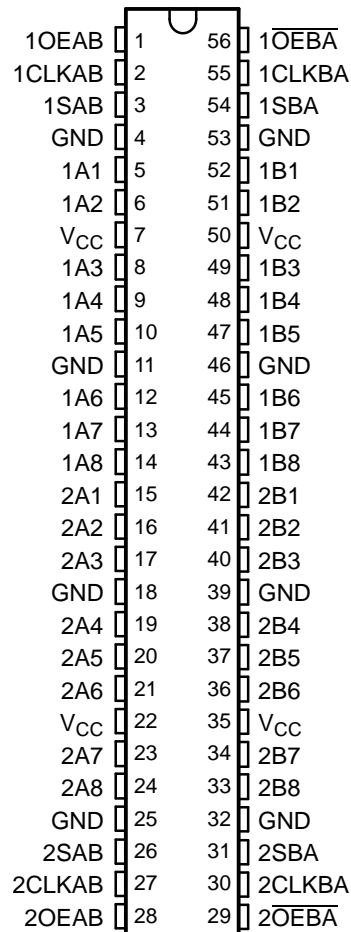 1OEAB 1 56 1O̅E̅B̅A̅
1CLKAB 2 55 1CLKBA
1SAB 3 54 1SBA
GND 4 53 GND
1A1 5 52 1B1
1A2 6 51 1B2
VCC 7 50 VCC
1A3 8 49 1B3
1A4 9 48 1B4
1A5 10 47 1B5
GND 11 46 GND
1A6 12 45 1B6
1A7 13 44 1B7
1A8 14 43 1B8
2A1 15 42 2B1
2A2 16 41 2B2
2A3 17 40 2B3
GND 18 39 GND
2A4 19 38 2B4
2A5 20 37 2B5
2A6 21 36 2B6
VCC 22 35 VCC
2A7 23 34 2B7
2A8 24 33 2B8
GND 25 32 GND
2SAB 26 31 2SBA
2CLKAB 27 30 2CLKBA
2OEAB 28 29 2O̅E̅B̅A̅